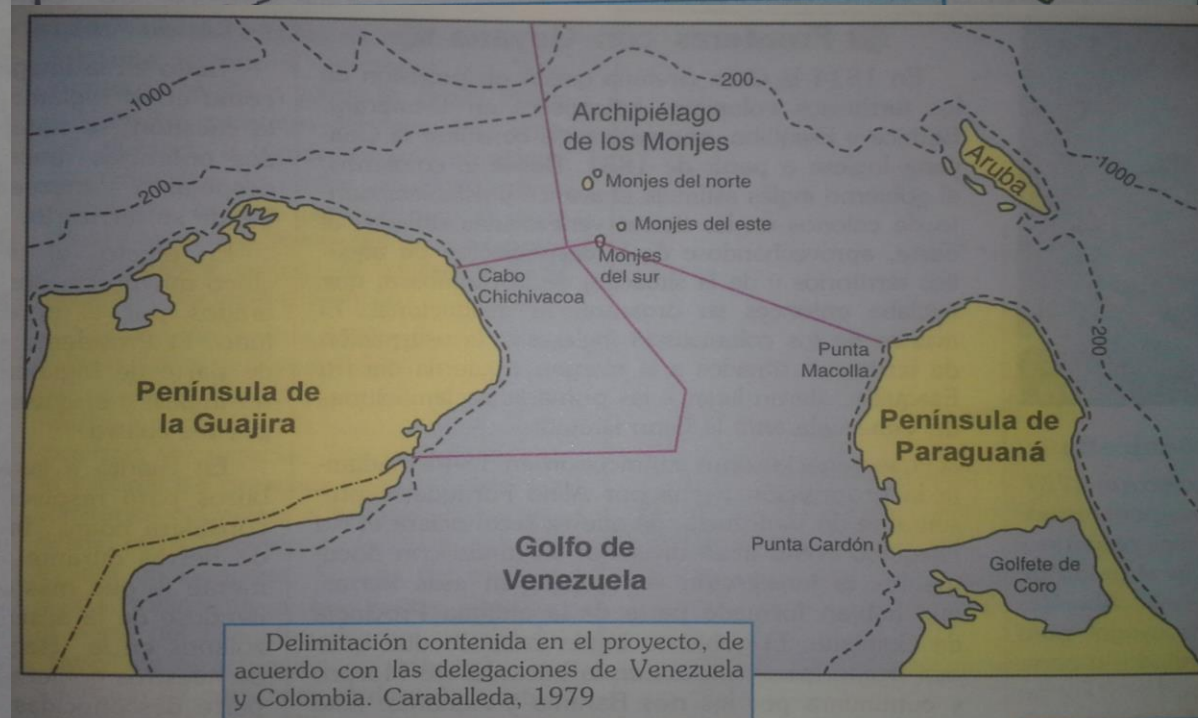 1000
200
200
Archipiélago
de los Monjes
Monjes del norte
Monjes del este
Monjes
del sur
Aruba
1000
200
Cabo
Chichivacoa
Punta
Macolla
Península de
la Guajira
Península de
Paraguaná
Golfo de
Venezuela
Punta Cardón
Golfete de
Coro
Delimitación contenida en el proyecto, de
acuerdo con las delegaciones de Venezuela
y Colombia. Caraballeda, 1979